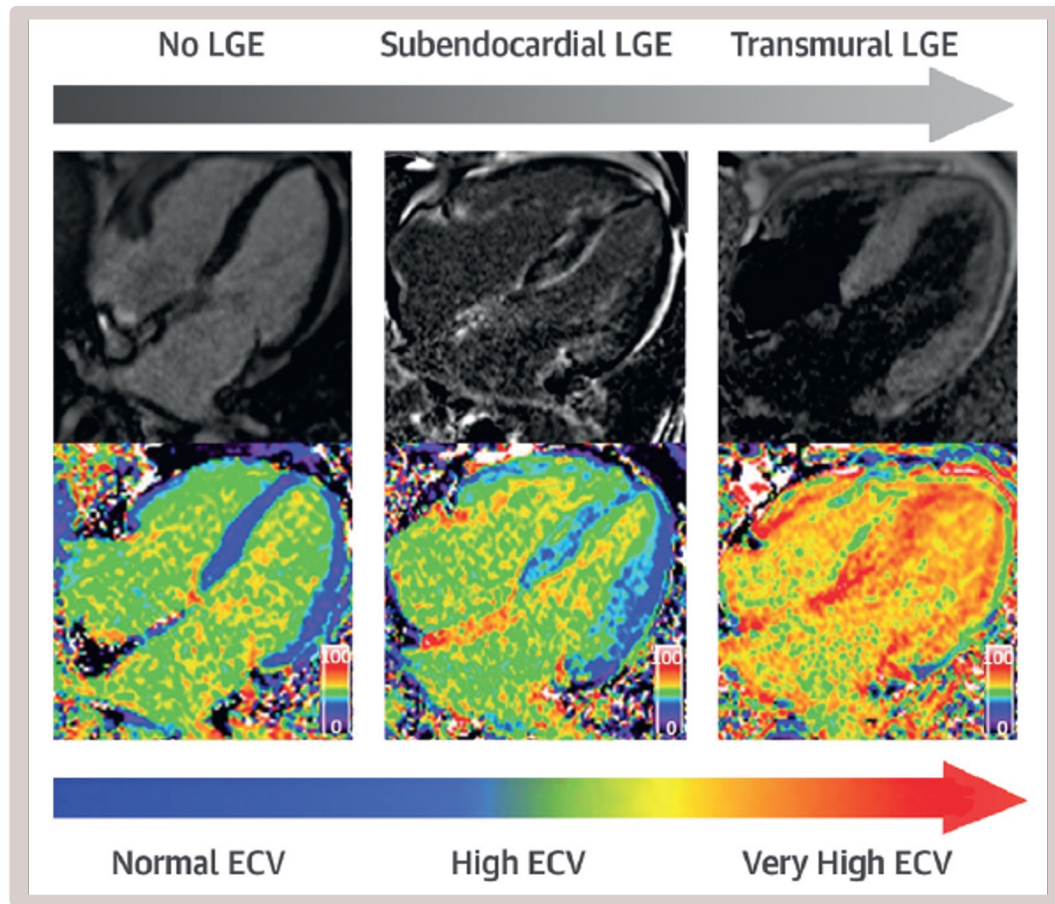 No LGE
Subendocardial LGE
Transmural LGE
100
0
100
0
100
0
Normal ECV
High ECV
Very High ECV